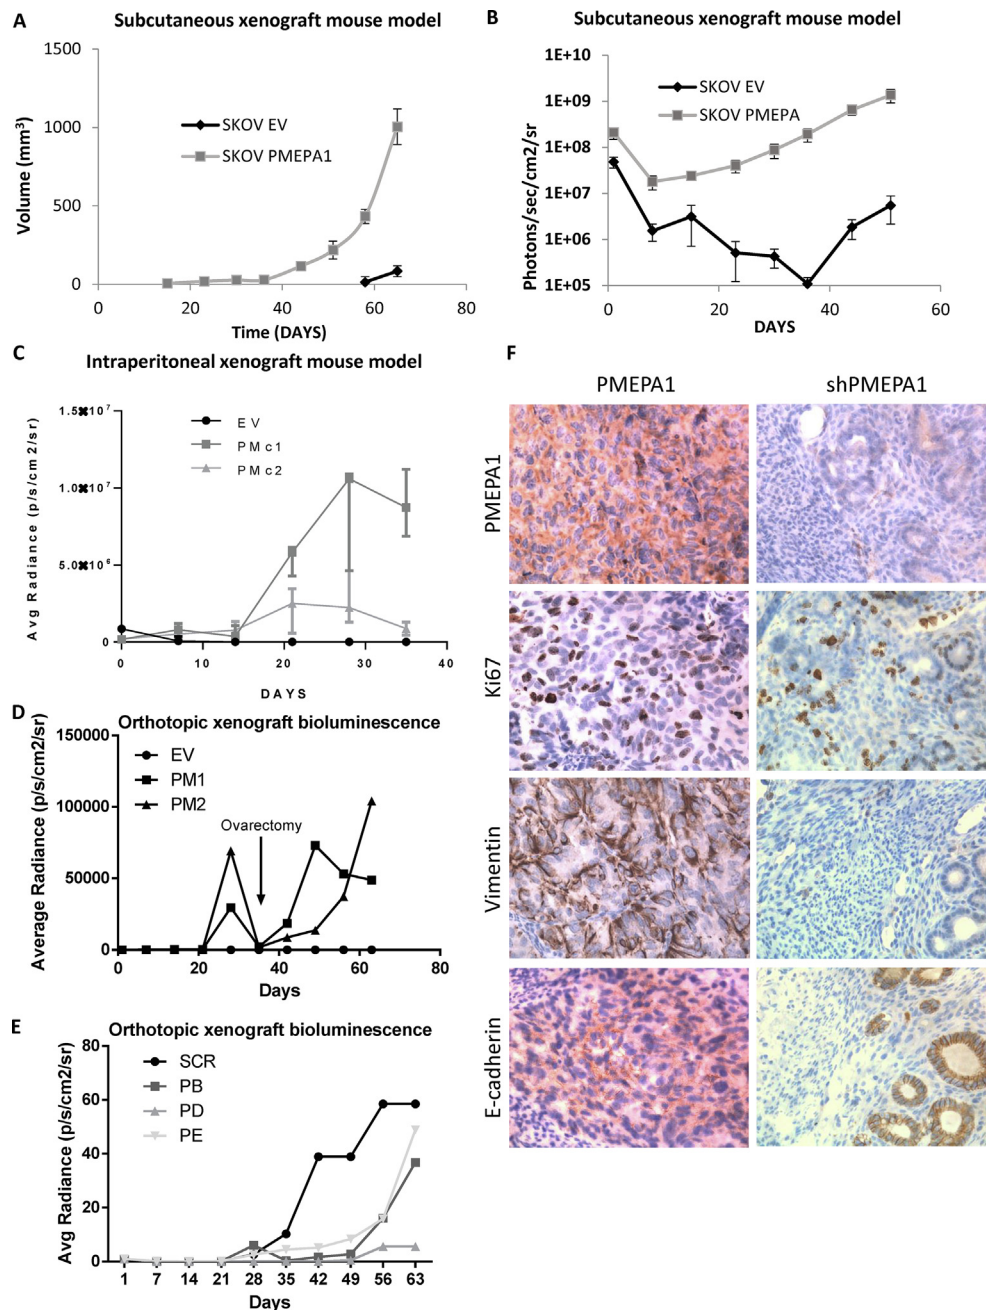 A
Subcutaneous xenograft mouse model
1500
1000
500
0
Volume (mm³)
SKOV EV
SKOV PMEPA1
0 20 40 60 80
Time (DAYS)
B
Subcutaneous xenograft mouse model
1E+10
1E+09
1E+08
1E+07
1E+06
1E+05
Photons/sec/cm2/sr
SKOV EV
SKOV PMEPA
0 20 40 60
DAYS
C
Intraperitoneal xenograft mouse model
1.5✖10⁷
1.0✖10⁷
5.0✖10⁶
0
Avg Radiance (p/s/cm2/sr)
EV
PMc1
PMc2
0 10 20 30 40
DAYS
D
Orthotopic xenograft bioluminescence
150000
100000
50000
0
Average Radiance (p/s/cm2/sr)
EV
PM1
PM2
Ovarectomy
0 20 40 60 80
Days
E
Orthotopic xenograft bioluminescence
80
60
40
20
0
Avg Radiance (p/s/cm2/sr)
SCR
PB
PD
PE
1 7 14 21 28 35 42 49 56 63
Days
F
PMEPA1 shPMEPA1
PMEPA1
Ki67
Vimentin
E-cadherin